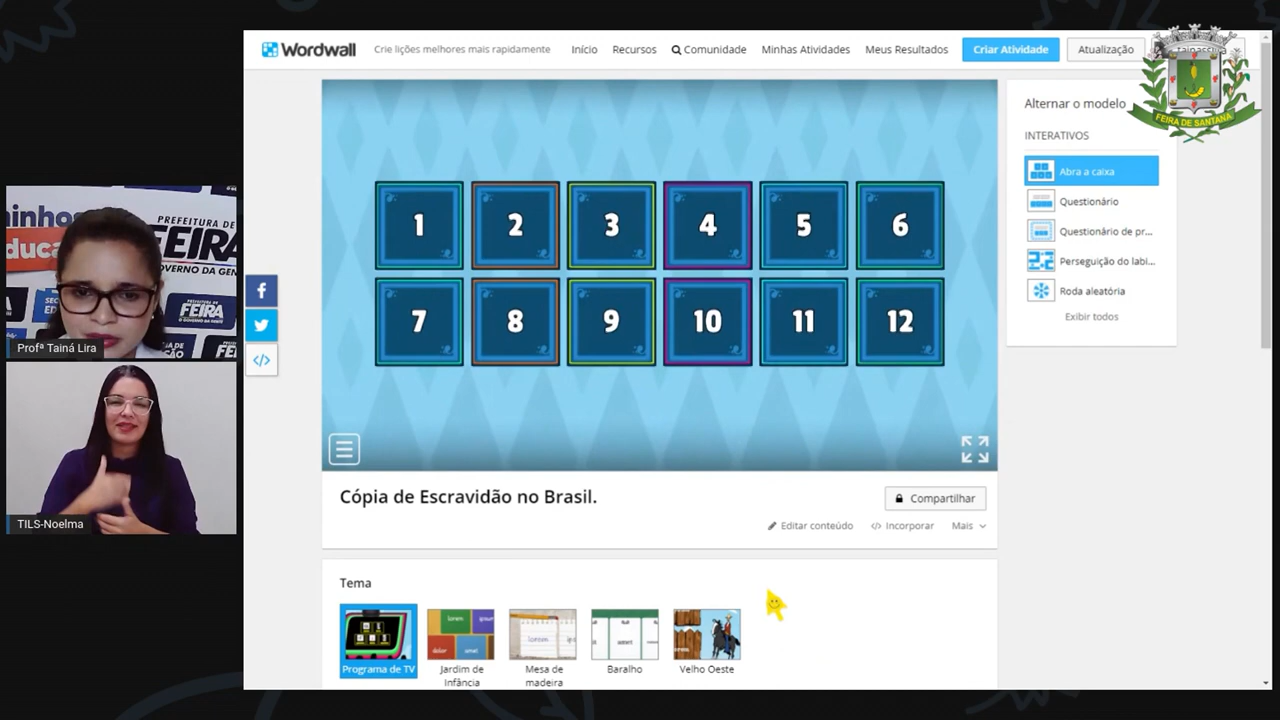 Wordwall
Crie lições melhores mais rapidamente
Início
Recursos
Comunidade
Minhas Atividades
Meus Resultados
Criar Atividade
Atualização
FEIRA DE SANTANA
Alternar o modelo
INTERATIVOS
Abra a caixa
Questionário
Questionário de pr...
Perseguição do labi...
Roda aleatória
Exibir todos
1
2
3
4
5
6
7
8
9
10
11
12
PREFEITURA DE
FEIRA
Profª Tainá Lira
TILS-Noelma
Cópia de Escravidão no Brasil.
Compartilhar
Editar conteúdo
Incorporar
Mais
Tema
Programa de TV
Jardim de
Infância
Mesa de
madeira
Baralho
Velho Oeste